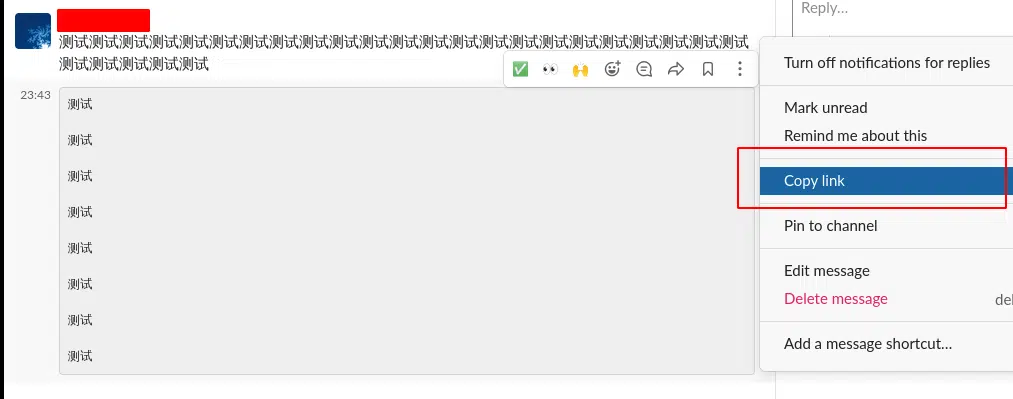 测试测试测试测试测试测试测试测试测试测试测试测试测试测试测试测试测试测试测试测试测试测试测试
测试测试测试测试测试
23:43
测试
测试
测试
测试
测试
测试
测试
测试
Reply...
Turn off notifications for replies
Mark unread
Remind me about this
Copy link
Pin to channel
Edit message
Delete message
Add a message shortcut...